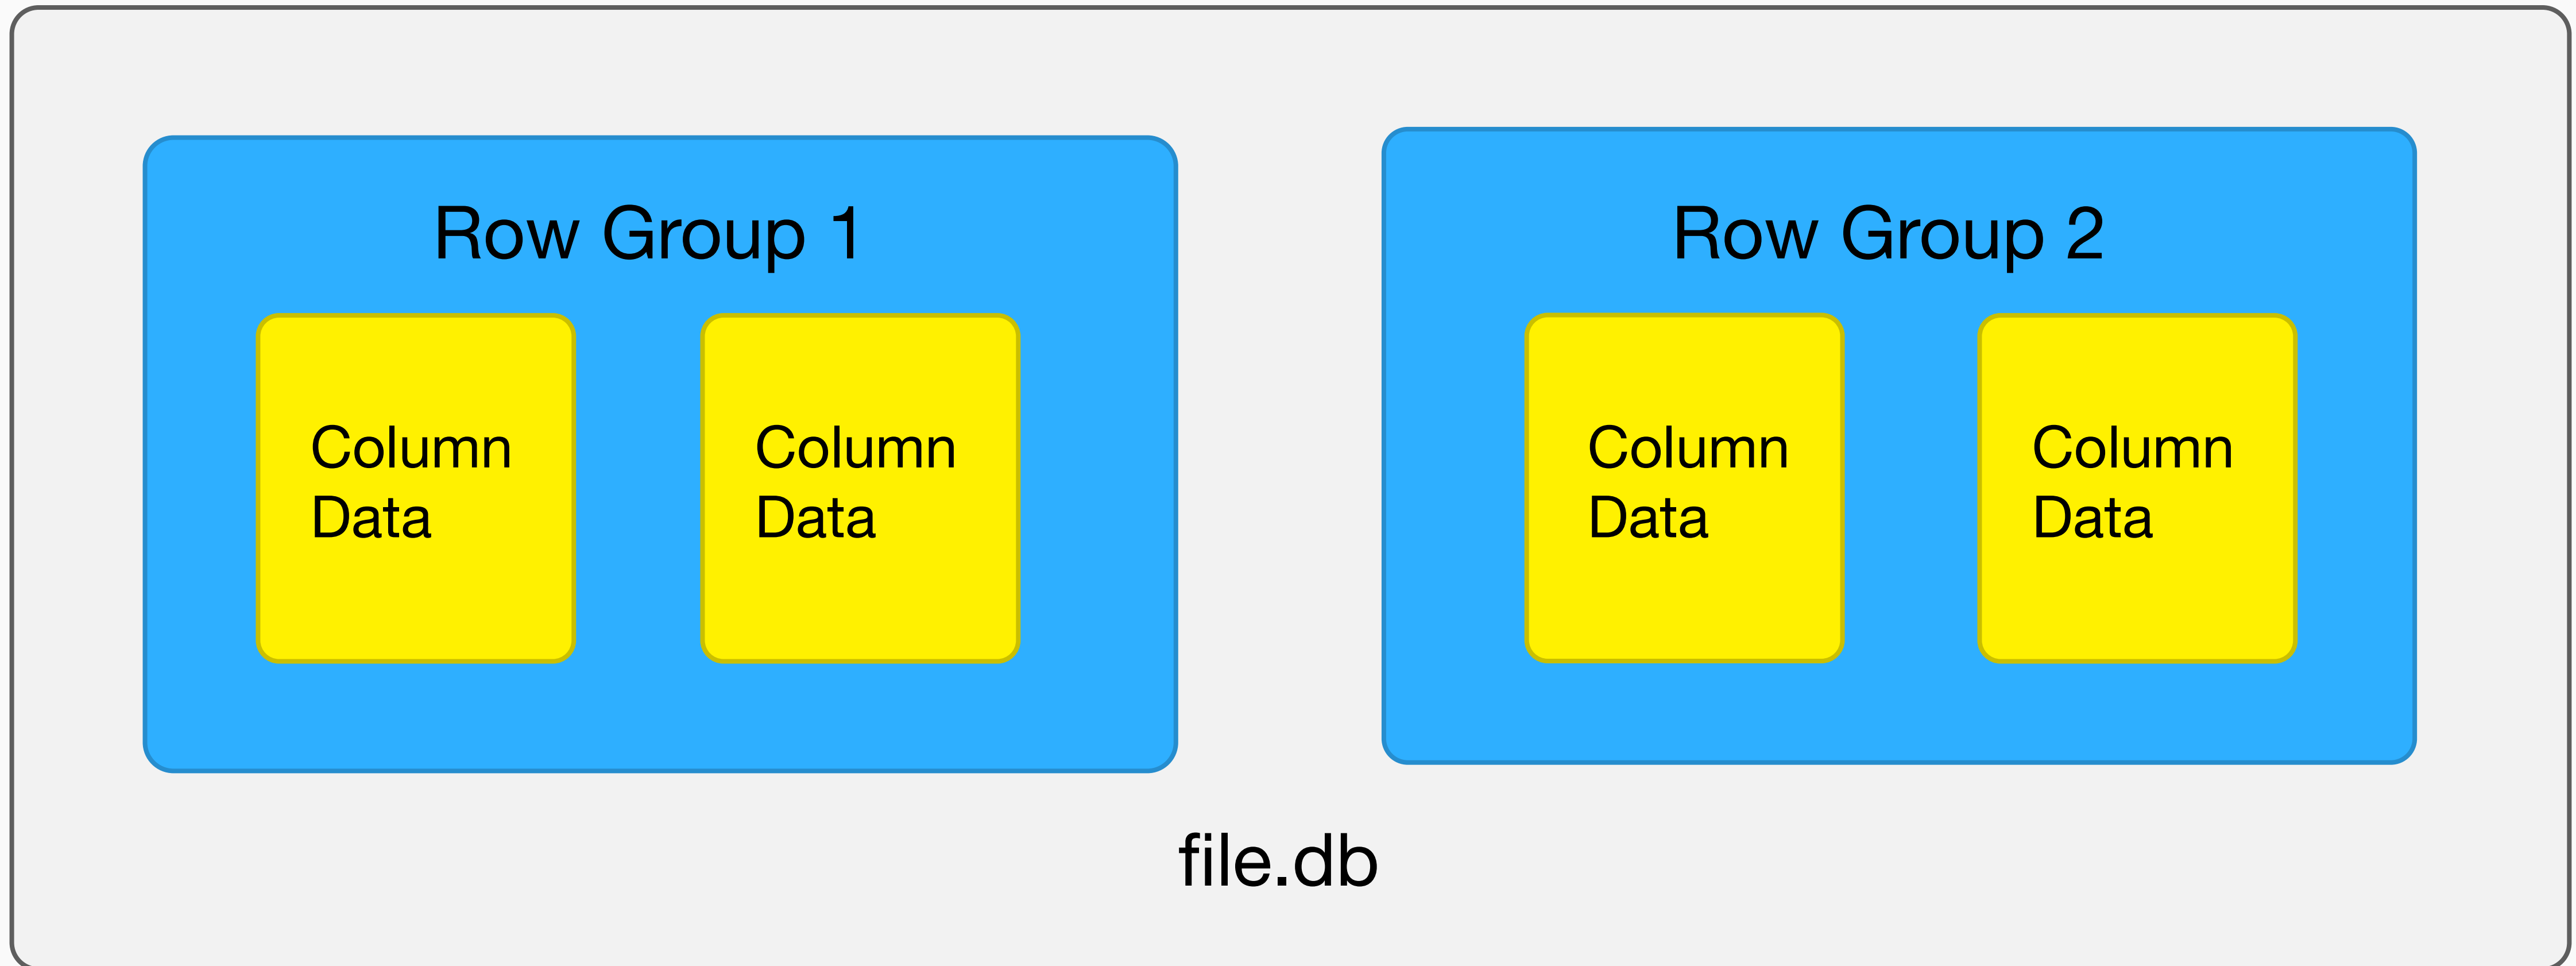 Row Group 1
Column
Data
Column
Data
Row Group 2
Column
Data
Column
Data
file.db